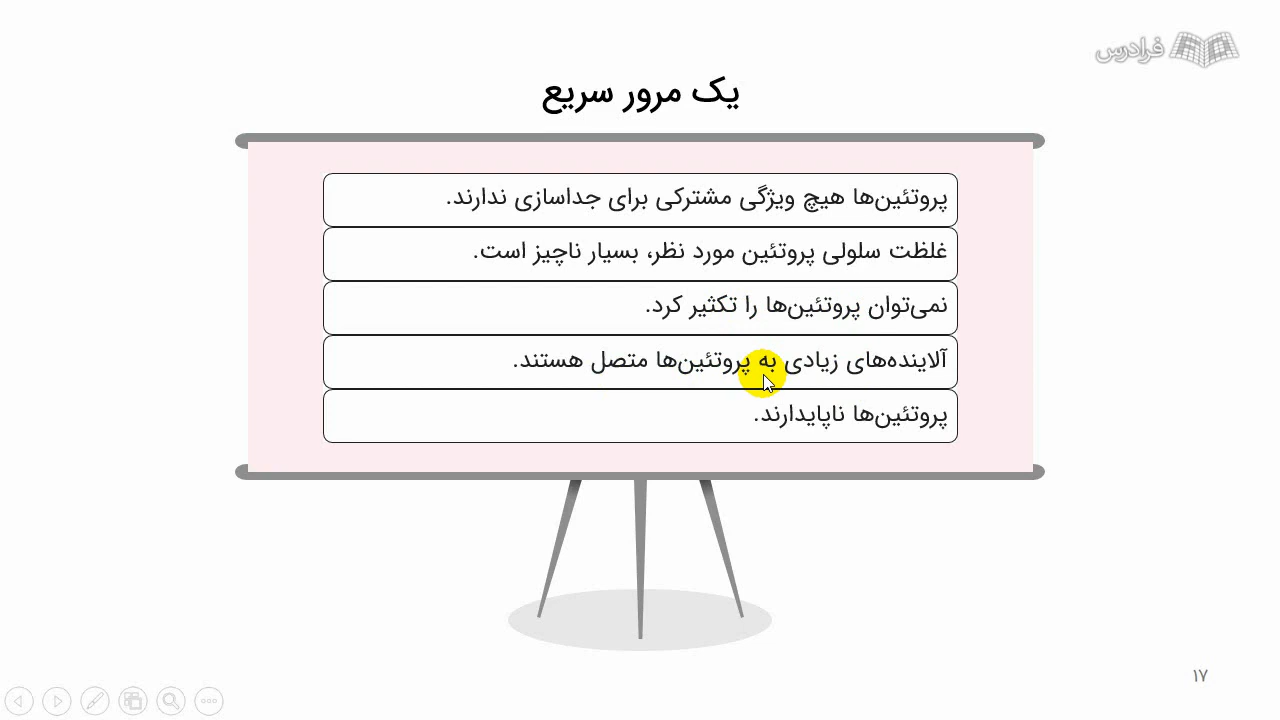 فرادرس
یک مرور سریع
پروتئین‌ها هیچ ویژگی مشترکی برای جداسازی ندارند.
غلظت سلولی پروتئین مورد نظر، بسیار ناچیز است.
نمی‌توان پروتئین‌ها را تکثیر کرد.
آلاینده‌های زیادی به پروتئین‌ها متصل هستند.
پروتئین‌ها ناپایدارند.
۱۷